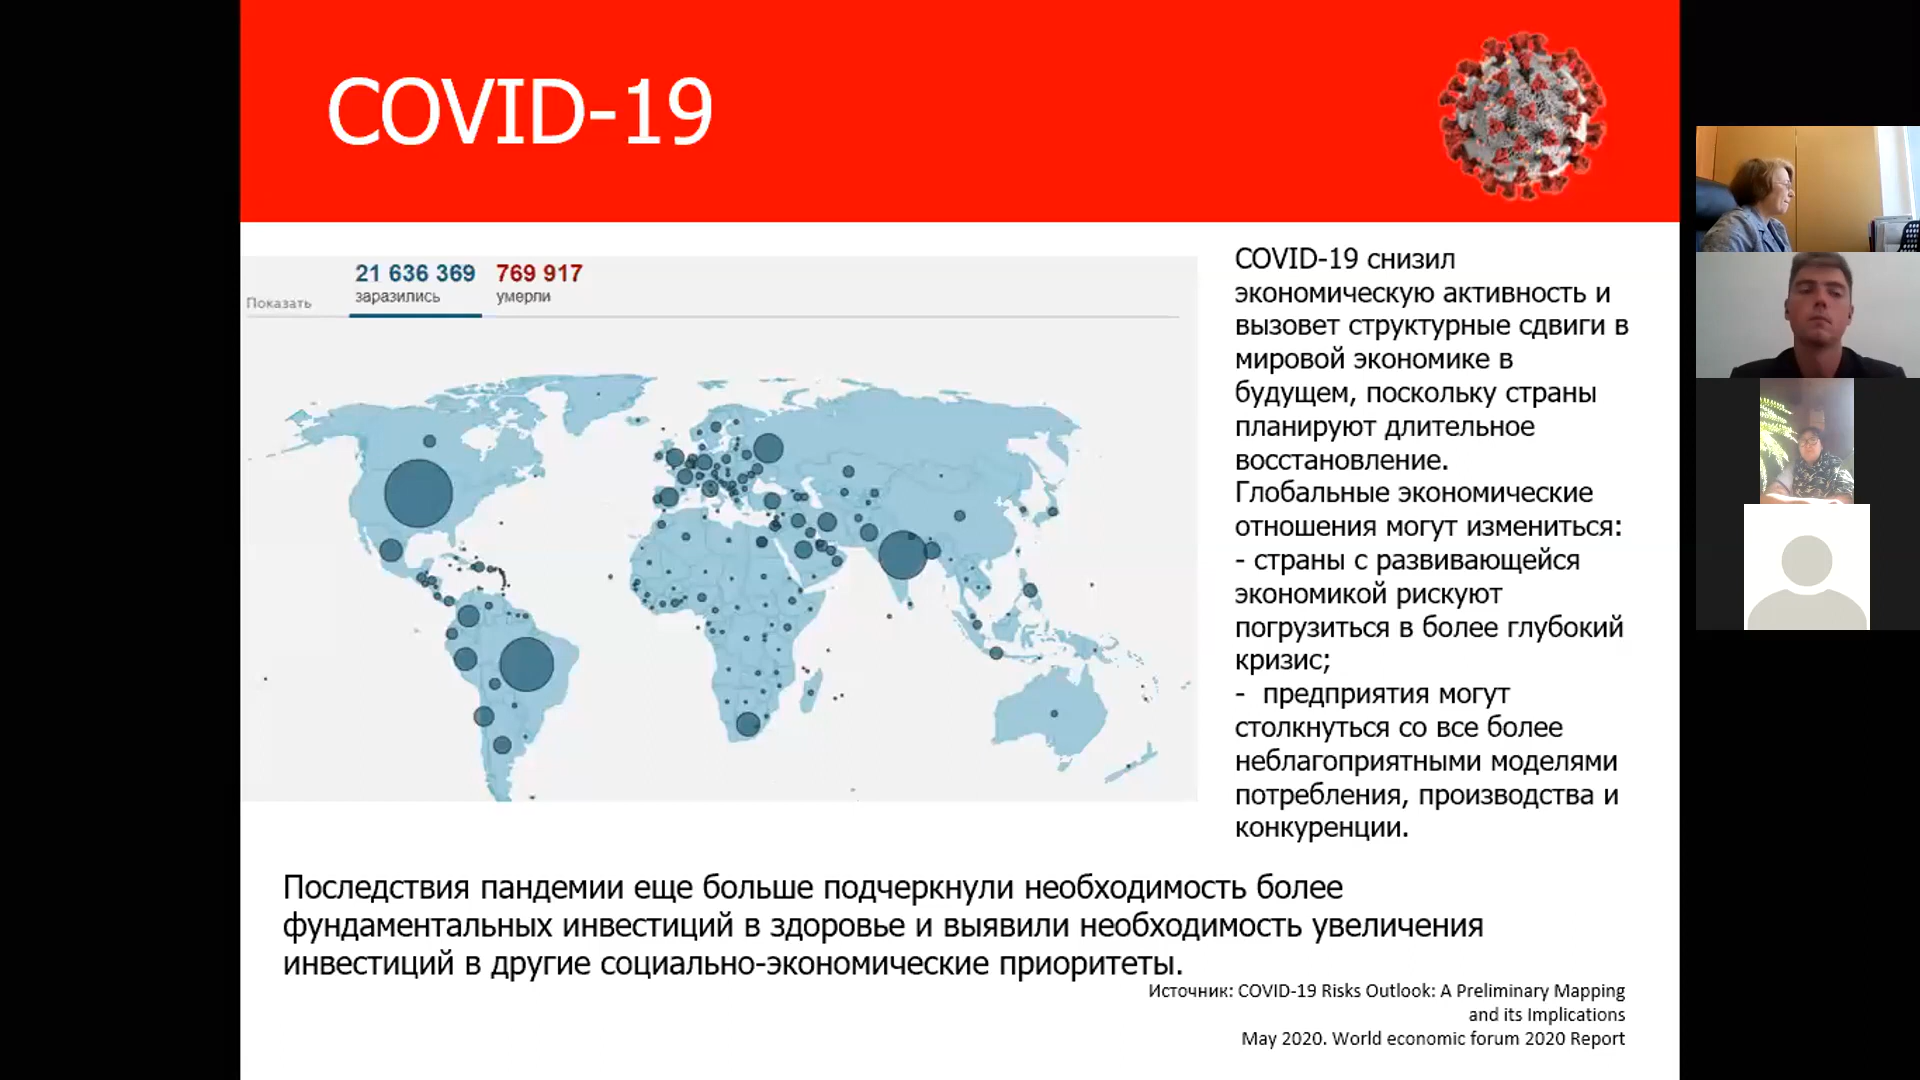 COVID-19
21 636 369 769 917
Показать заразились умерли
COVID-19 снизил
экономическую активность и
вызовет структурные сдвиги в
мировой экономике в
будущем, поскольку страны
планируют длительное
восстановление.
Глобальные экономические
отношения могут измениться:
- страны с развивающейся
экономикой рискуют
погрузиться в более глубокий
кризис;
- предприятия могут
столкнуться со все более
неблагоприятными моделями
потребления, производства и
конкуренции.
Последствия пандемии еще больше подчеркнули необходимость более
фундаментальных инвестиций в здоровье и выявили необходимость увеличения
инвестиций в другие социально-экономические приоритеты.
Источник: COVID-19 Risks Outlook: A Preliminary Mapping
and its Implications
May 2020. World economic forum 2020 Report